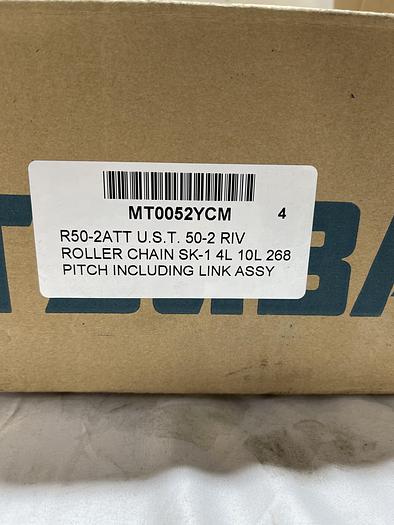 MT0052YCM 4
R50-2ATT U.S.T. 50-2 RIV
ROLLER CHAIN SK-1 4L 10L 268
PITCH INCLUDING LINK ASSY